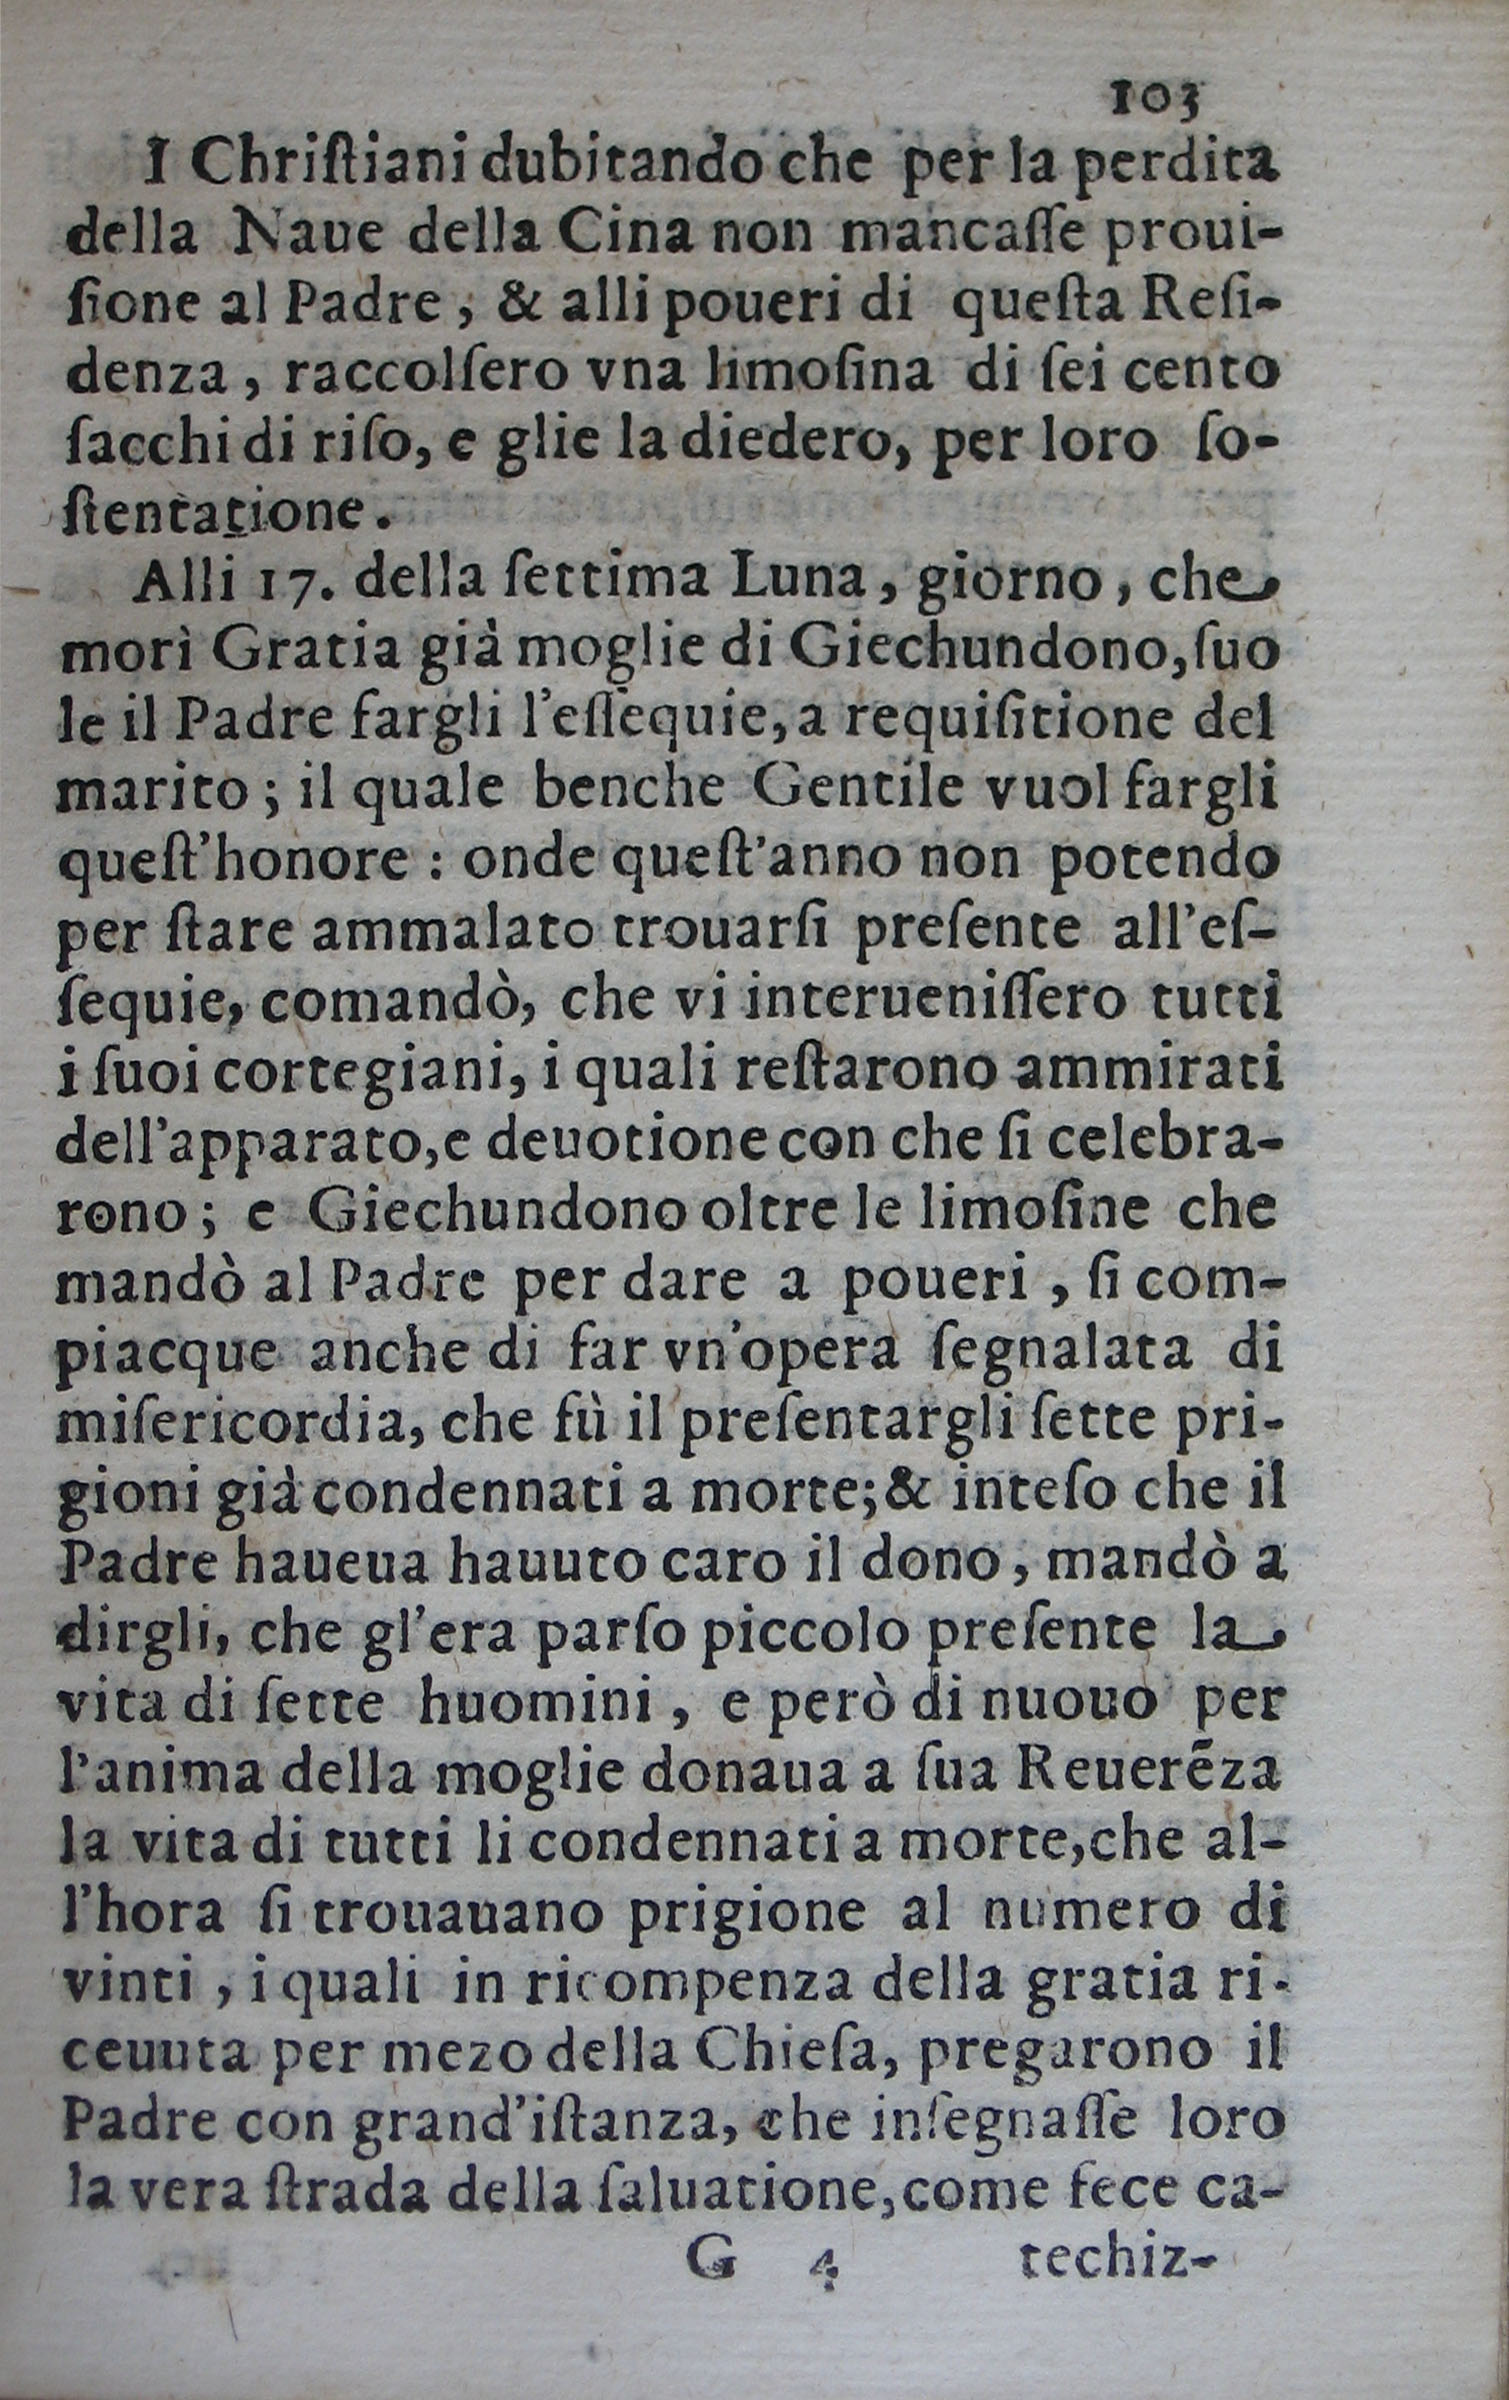 103
I Chriſtiani dubitando che per la perdita
della Naue della Cina non mancaſſe proui-
ſione al Padre, & alli poueri di queſta Reſi-
denza, raccolſero vna limoſina di ſei cento
ſacchi di riſo, e glie la diedero, per loro ſo-
ſtentatione.
Alli 17. della ſettima Luna, giorno, che
morì Gratia già moglie di Giechundono, ſuo
le il Padre fargli l'eſſequie, a requiſitione del
marito; il quale benche Gentile vuol fargli
queſt'honore: onde queſt'anno non potendo
per ſtare ammalato trouarſi preſente all'eſ-
ſequie, comandò, che vi interueniſſero tutti
i ſuoi cortegiani, i quali reſtarono ammirati
dell'apparato, e deuotione con che ſi celebra-
rono; e Giechundono oltre le limoſine che
mandò al Padre per dare a poueri, ſi com-
piacque anche di far vn'opera ſegnalata di
miſericordia, che fù il preſentargli ſette pri-
gioni già condennati a morte; & inteſo che il
Padre haueua hauuto caro il dono, mandò a
dirgli, che gl'era parſo piccolo preſente la
vita di ſette huomini, e però di nuouo per
l'anima della moglie donaua a ſua Reuerẽza
la vita di tutti li condennati a morte, che al-
l'hora ſi trouauano prigione al numero di
vinti, i quali in ricompenza della gratia ri-
ceuuta per mezo della Chieſa, pregarono il
Padre con grand'iſtanza, che inſegnaſſe loro
la vera ſtrada della ſaluatione, come fece ca-
G 4 techiz-